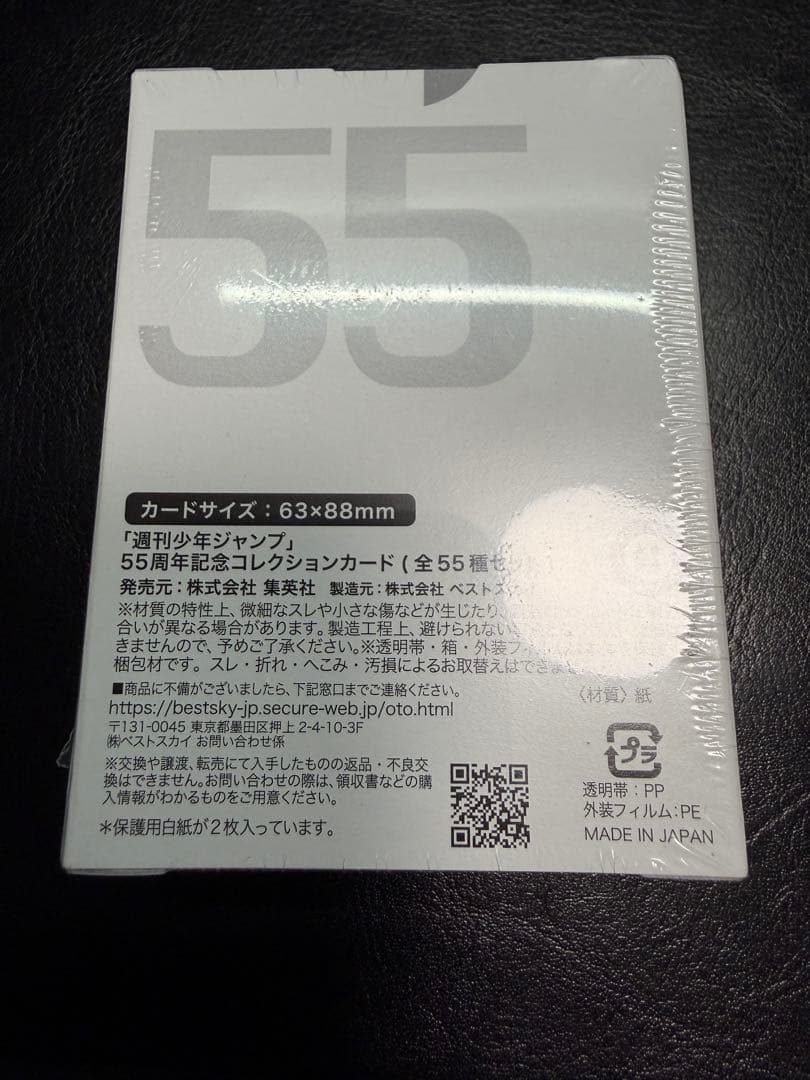 55
カードサイズ：63×88mm
「週刊少年ジャンプ」
55周年記念コレクションカード(全55種セット
発売元：株式会社 集英社　製造元：株式会社 ベストスカイ
※材質の特性上、微細なスレや小さな傷などが生じたり、
合いが異なる場合があります。製造工程上、避けられない
きませんので、予めご了承ください。※透明帯・箱・外装フィ
梱包材です。スレ・折れ・へこみ・汚損によるお取替えはできま
〈材質〉紙
■商品に不備がございましたら、下記窓口までご連絡ください。
https://bestsky-jp.secure-web.jp/oto.html
〒131-0045 東京都墨田区押上 2-4-10-3F
㈱ベストスカイ お問い合わせ係
※交換や譲渡、転売にて入手したものの返品・不良交
換はできません。お問い合わせの際は、領収書などの購
入情報がわかるものをご用意ください。
＊保護用白紙が2枚入っています。
プラ
透明帯：PP
外装フィルム：PE
MADE IN JAPAN